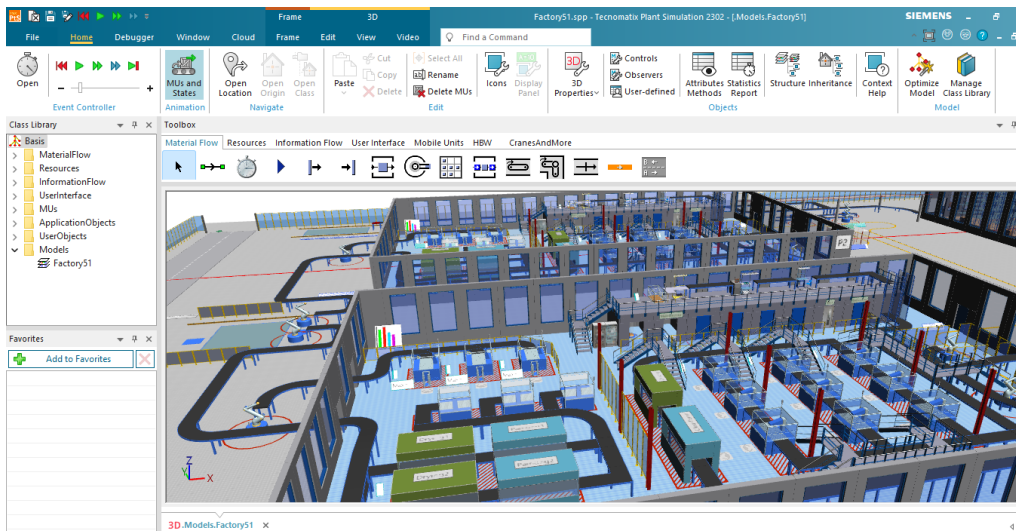 Frame 3D Factory51.spp - Tecnomatix Plant Simulation 2302 - [.Models.Factory51] SIEMENS
File Home Debugger Window Cloud Frame Edit View Video Find a Command
Open
Event Controller
MUs and States
Animation
Open Location Open Origin Open Class
Navigate
Paste Cut Copy Delete
Select All Rename Delete MUs
Edit
Icons Display Panel
3D Properties
Controls
Observers
User-defined
Attributes Methods Statistics Report Structure Inheritance
Objects
Context Help
Optimize Model Manage Class Library
Model
Class Library
Basis
MaterialFlow
Resources
InformationFlow
UserInterface
MUs
ApplicationObjects
UserObjects
Models
Factory51
Favorites
Add to Favorites
Toolbox
Material Flow Resources Information Flow User Interface Mobile Units HBW CranesAndMore
P2
Z
Y
X
3D .Models.Factory51